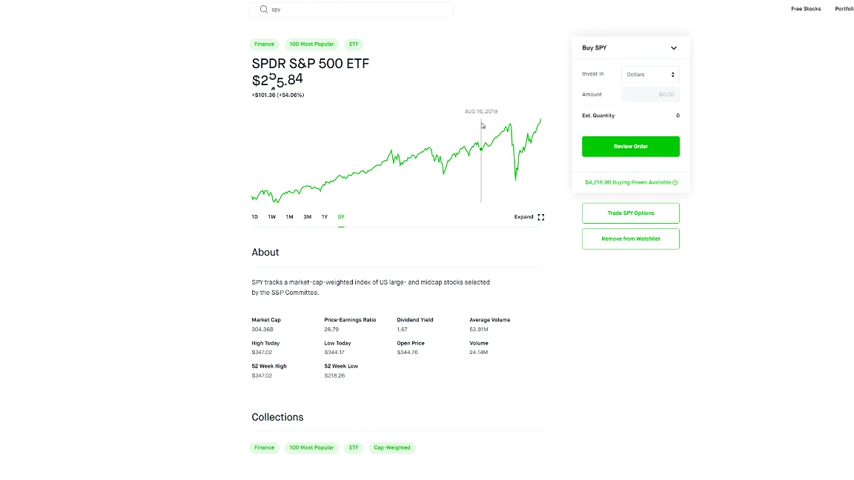 spy
Free Stocks Portfoli
Finance 100 Most Popular ETF
SPDR S&P 500 ETF
+$101.36 (+54.06%)
AUG 16, 2019
1D 1W 1M 3M 1Y 5Y
Expand
Buy SPY
Invest In Dollars
Amount $0.00
Est. Quantity 0
Review Order
$4,216.90 Buying Power Available
Trade SPY Options
Remove from Watchlist
About
SPY tracks a market-cap-weighted index of US large- and midcap stocks selected
by the S&P Committee.
Market Cap Price-Earnings Ratio Dividend Yield Average Volume
304.36B 26.79 1.67 53.91M
High Today Low Today Open Price Volume
$347.02 $344.17 $344.76 24.14M
52 Week High 52 Week Low
$347.02 $218.26
Collections
Finance 100 Most Popular ETF Cap-Weighted